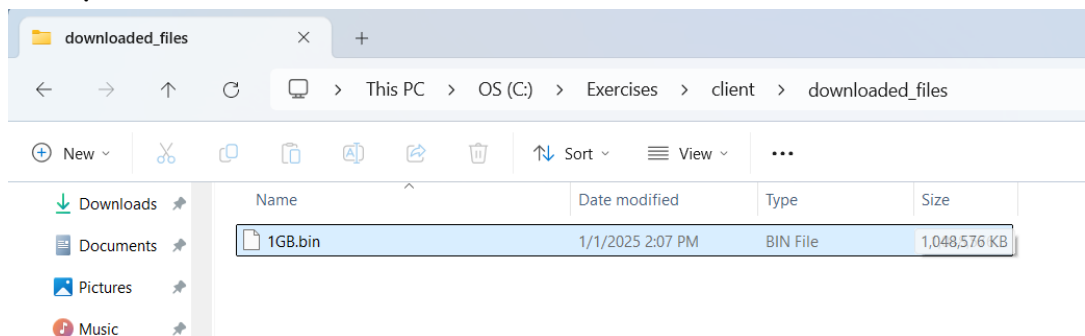 downloaded_files
This PC > OS (C:) > Exercises > client > downloaded_files
New Sort View
Downloads Name Date modified Type Size
Documents 1GB.bin 1/1/2025 2:07 PM BIN File 1,048,576 KB
Pictures
Music